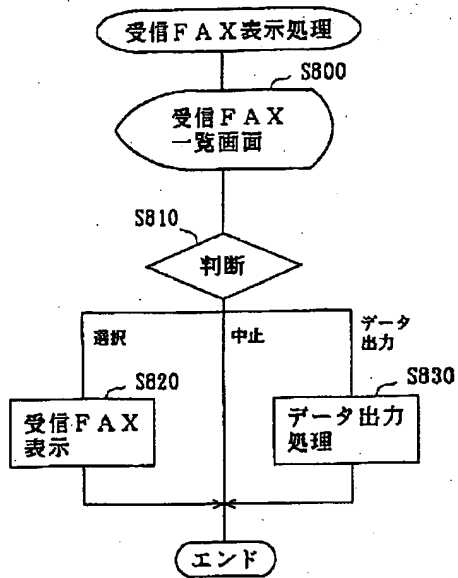 受信ＦＡＸ表示処理
S800
受信ＦＡＸ
一覧画面
S810
判断
選択
中止
データ
出力
S820
受信ＦＡＸ
表示
S830
データ出力
処理
エンド